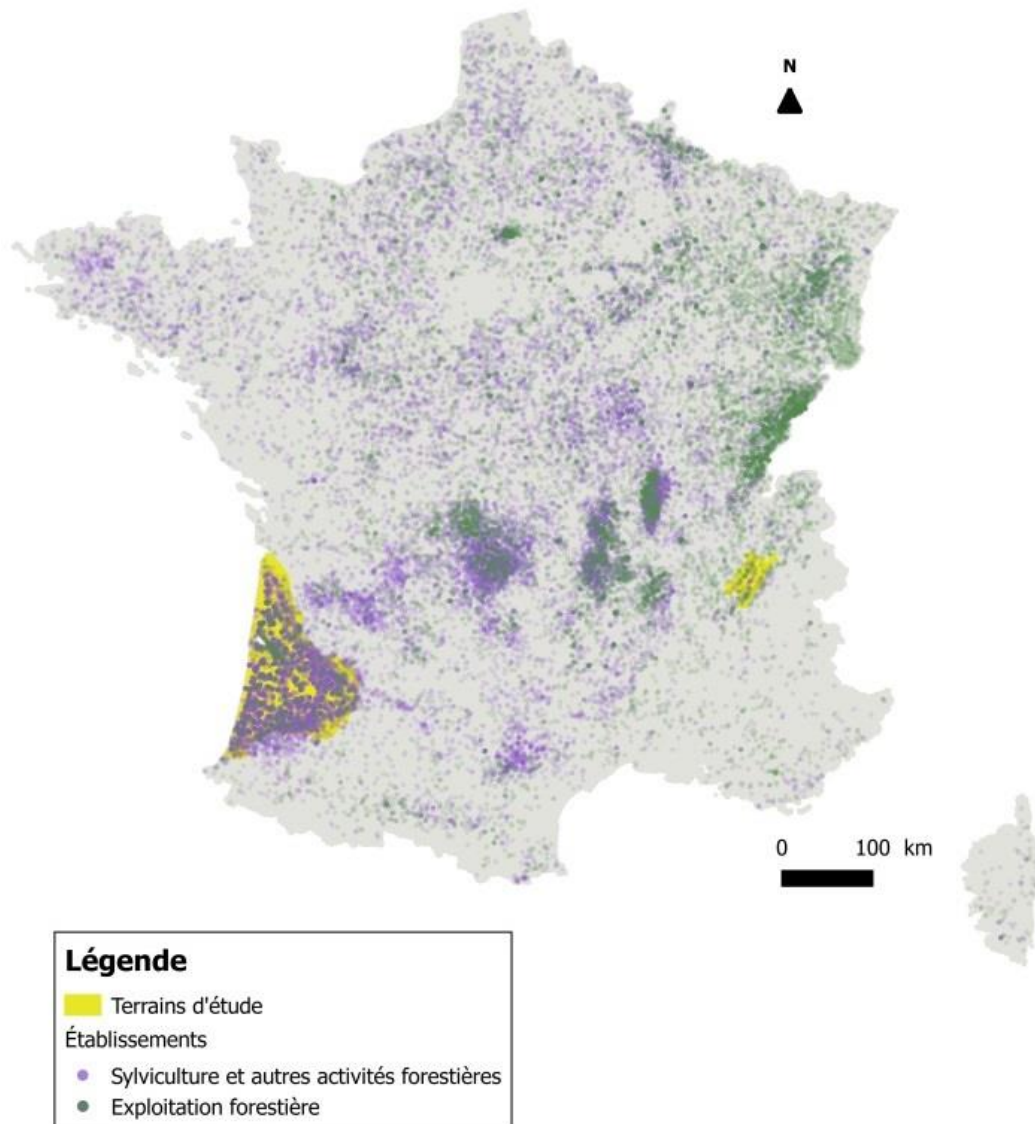 N
0 100 km
Légende
Terrains d'étude
Établissements
Sylviculture et autres activités forestières
Exploitation forestière